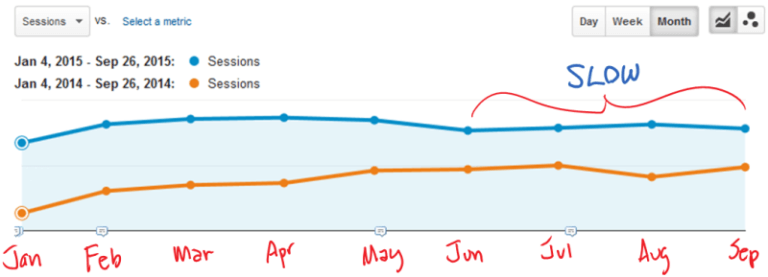 Sessions vs. Select a metric Day Week Month
Jan 4, 2015 - Sep 26, 2015: Sessions
Jan 4, 2014 - Sep 26, 2014: Sessions
SLOW
Jan Feb Mar Apr May Jun Jul Aug Sep